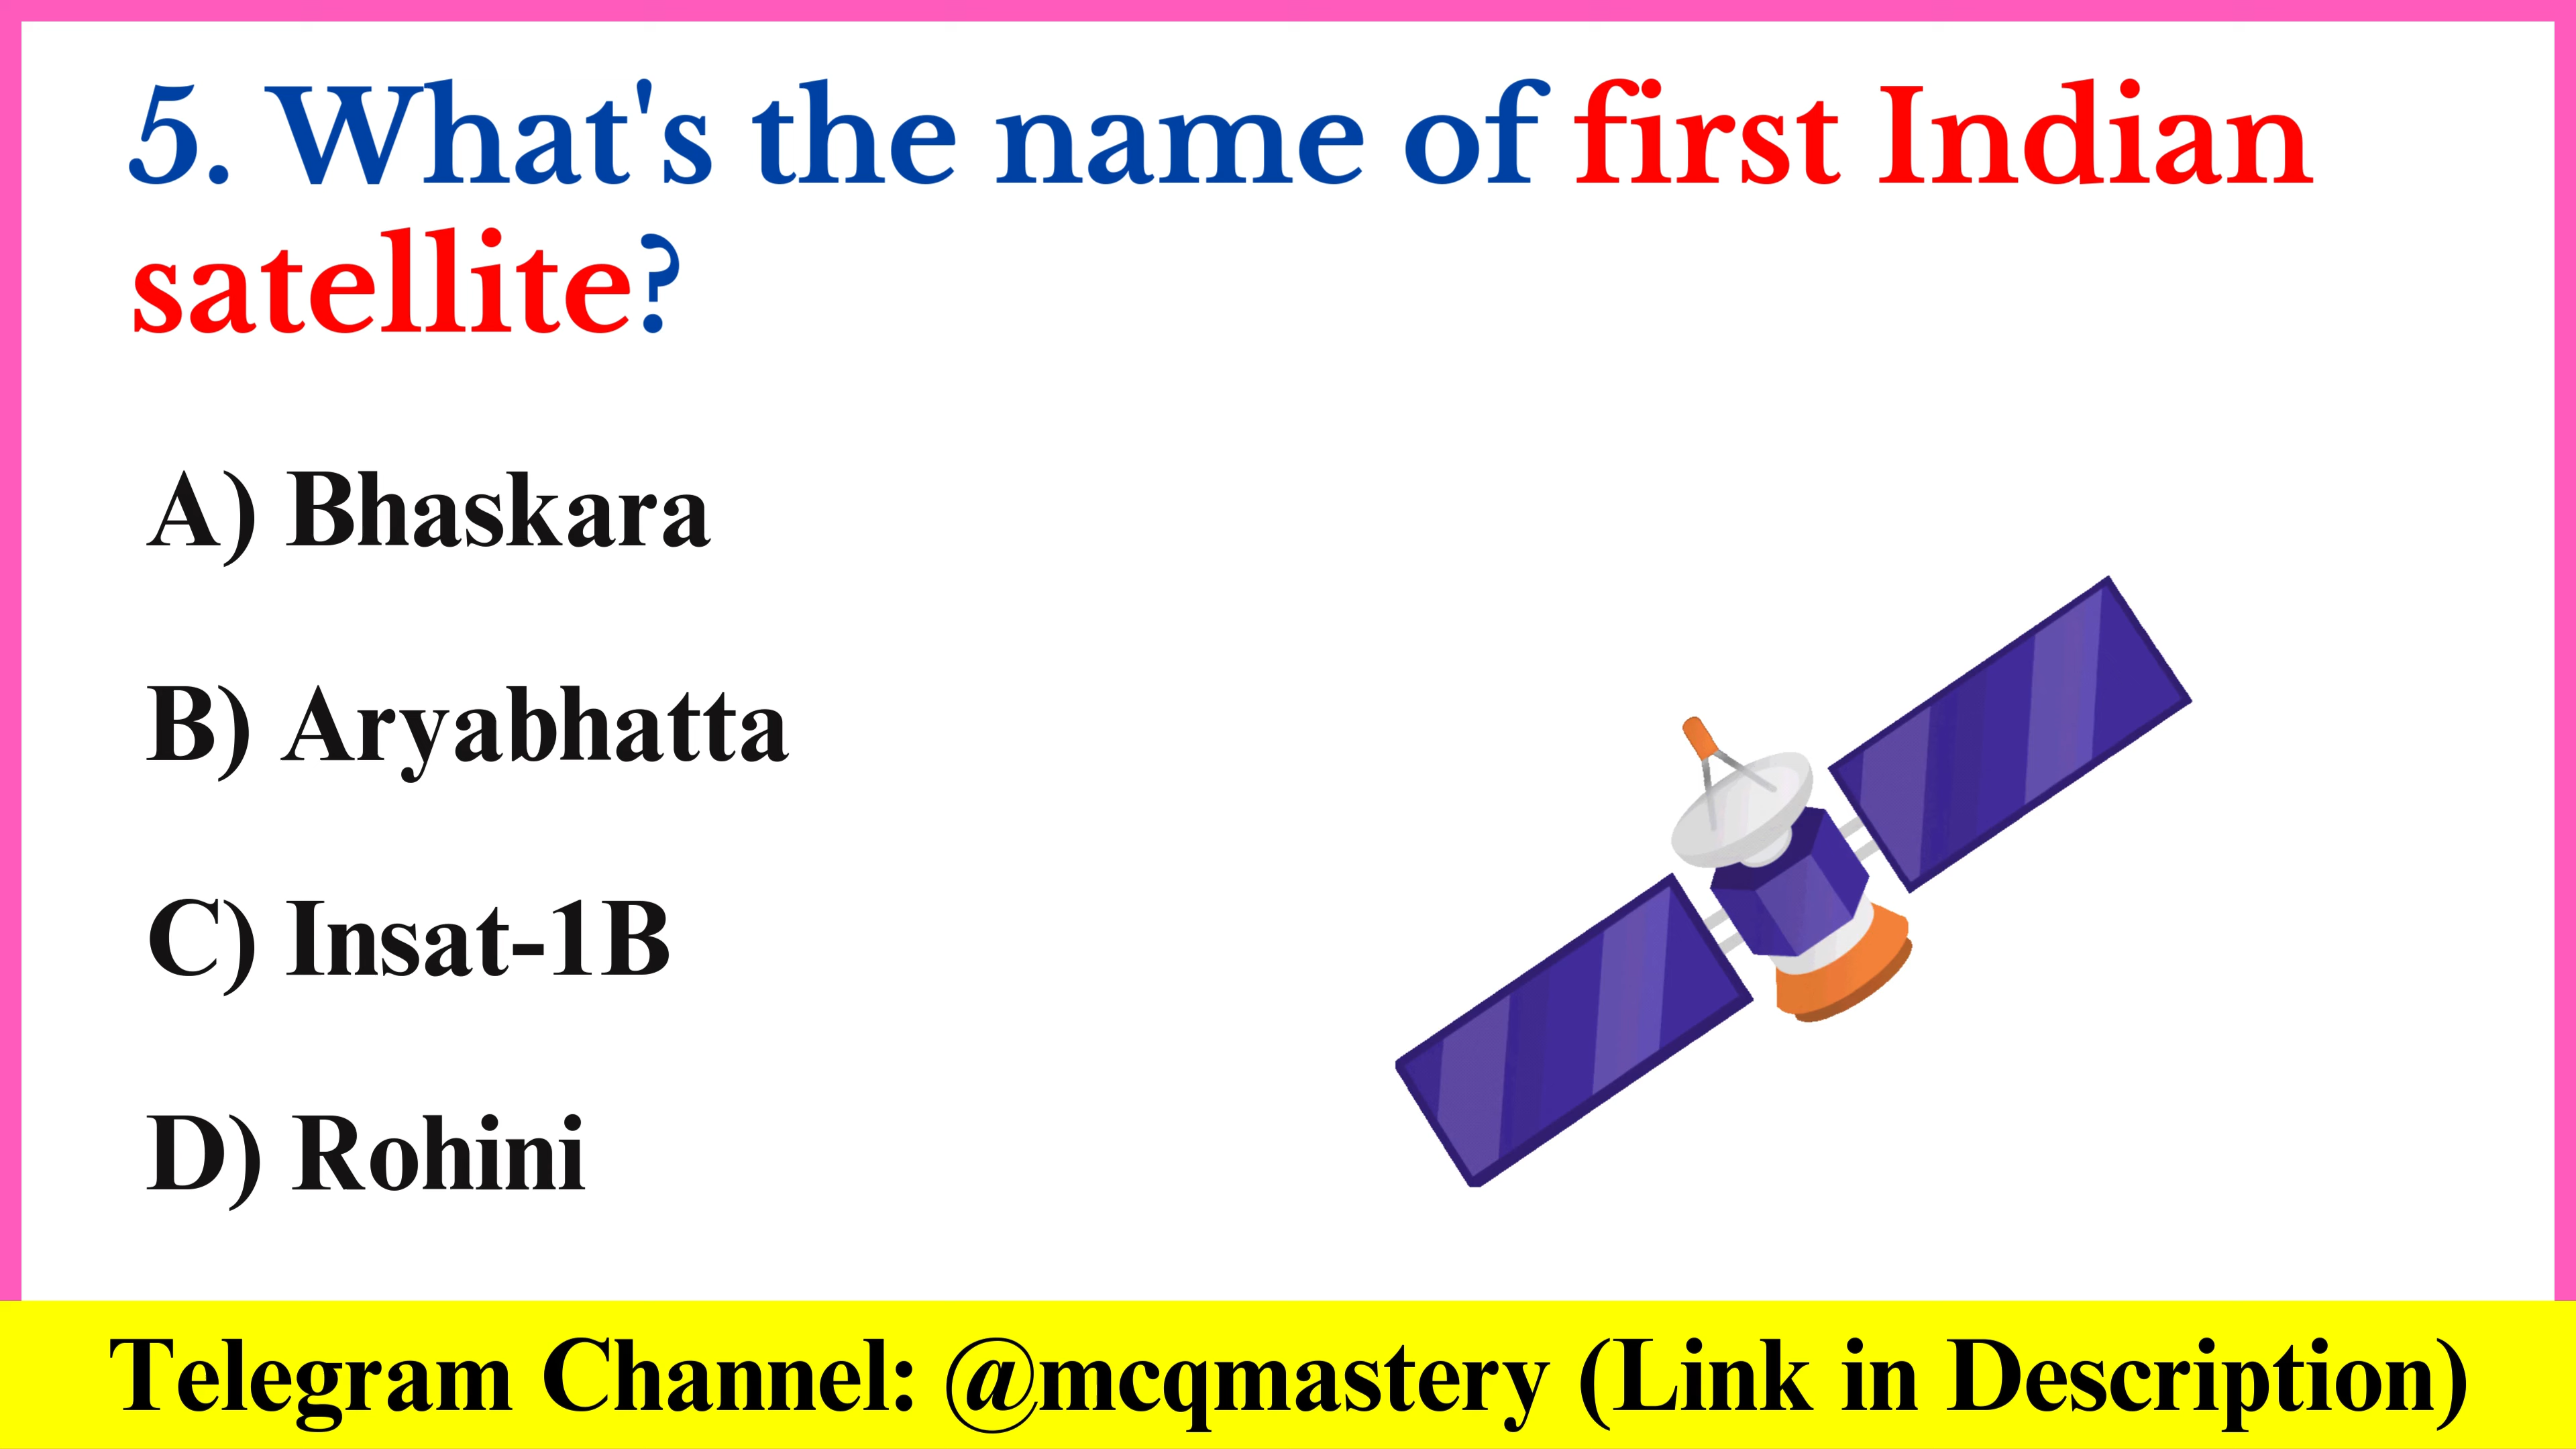 5. What's the name of first Indian
satellite?
A) Bhaskara
B) Aryabhatta
C) Insat-1B
D) Rohini
Telegram Channel: @mcqmastery (Link in Description)